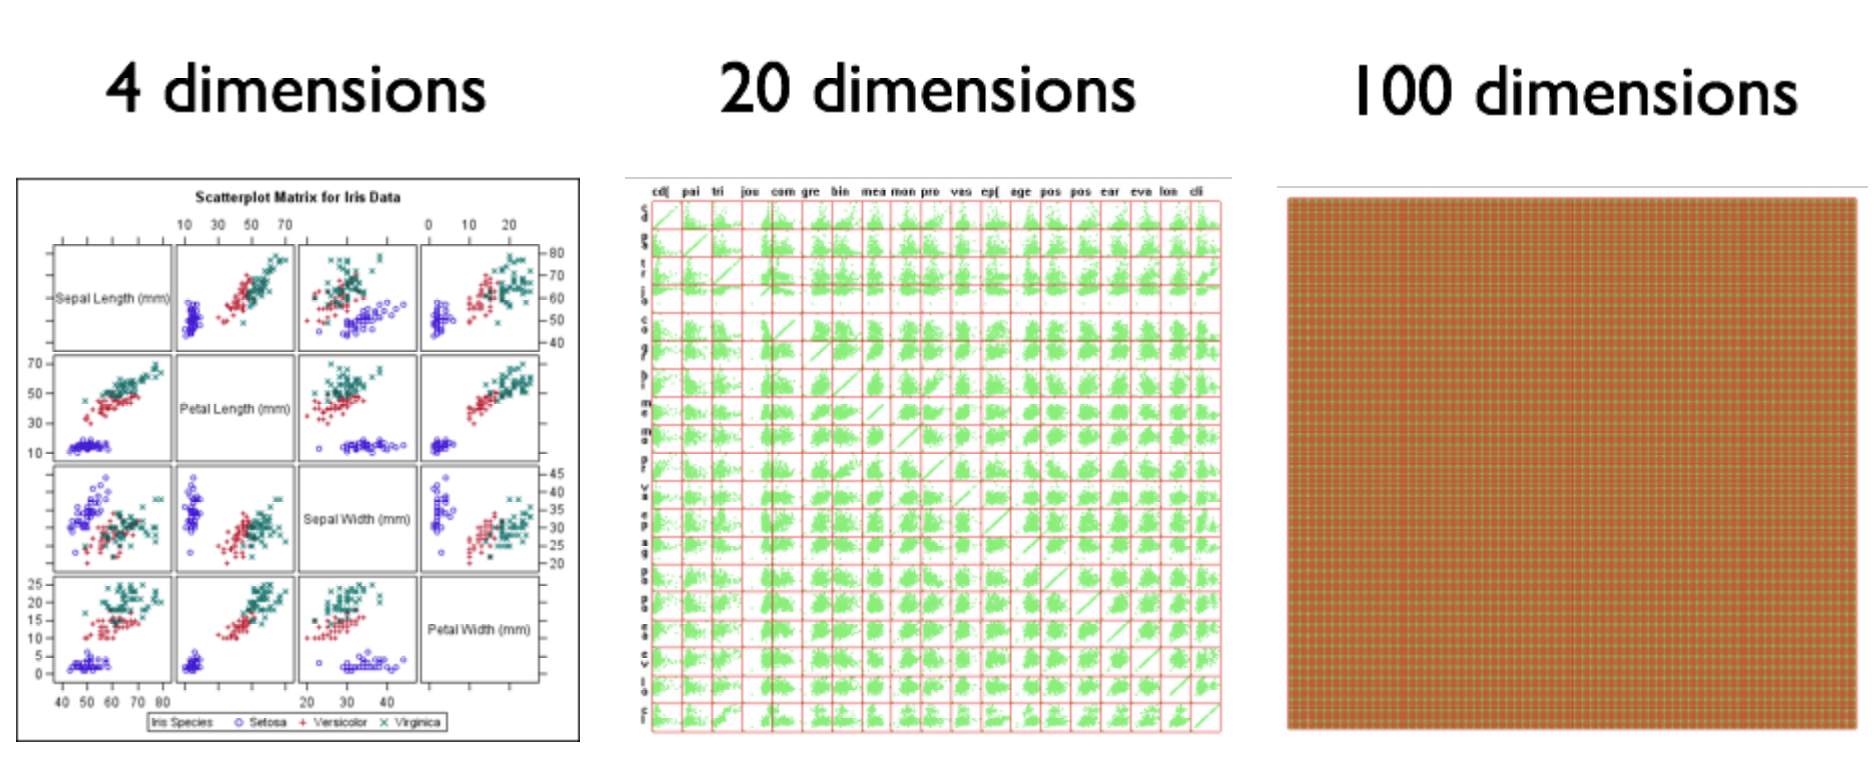 4 dimensions
20 dimensions
100 dimensions
Scatterplot Matrix for Iris Data
10 30 50 70 0 10 20
Sepal Length (mm)
80
70
60
50
40
70
50
30
10
Petal Length (mm)
Sepal Width (mm)
45
40
35
30
25
20
25
20
15
10
5
0
Petal Width (mm)
40 50 60 70 80 20 30 40
Iris Species Setosa Versicolor Virginica
cd( pai tri jou com gre bin mea man pro vas ep( age pos pos ear eva lon cli